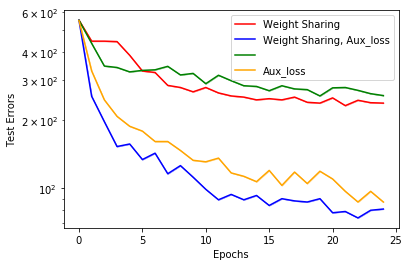 6 × 10²
4 × 10²
3 × 10²
2 × 10²
10²
Test Errors
Weight Sharing
Weight Sharing, Aux_loss
Aux_loss
0 5 10 15 20 25
Epochs